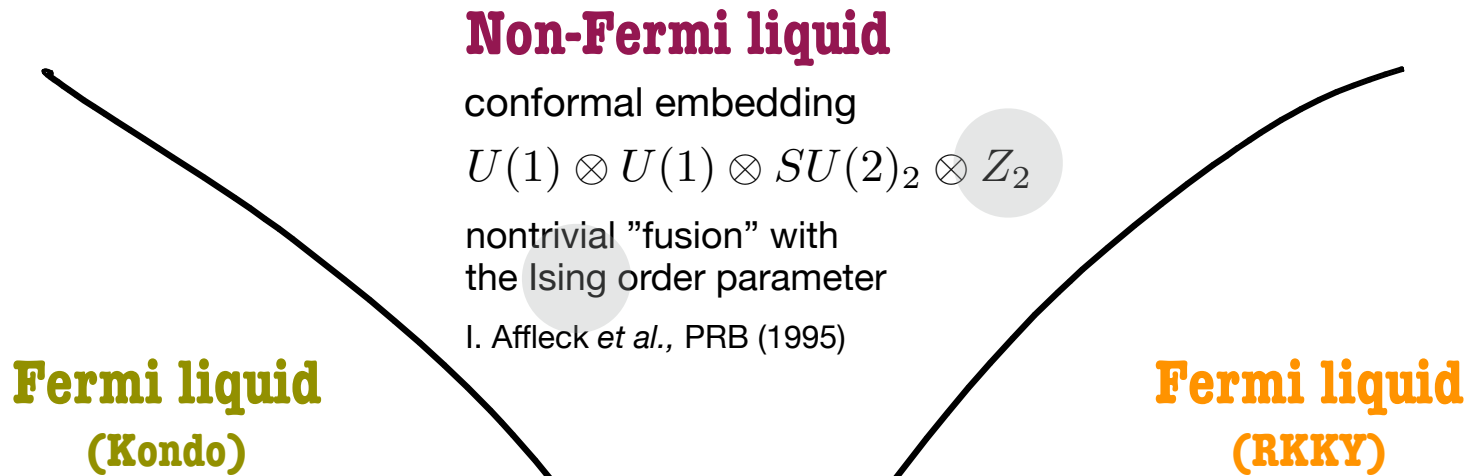 Non-Fermi liquid
conformal embedding
U(1) ⊗ U(1) ⊗ SU(2)₂ ⊗ Z₂
nontrivial ”fusion” with
the Ising order parameter
I. Affleck et al., PRB (1995)
Fermi liquid
(Kondo)
Fermi liquid
(RKKY)